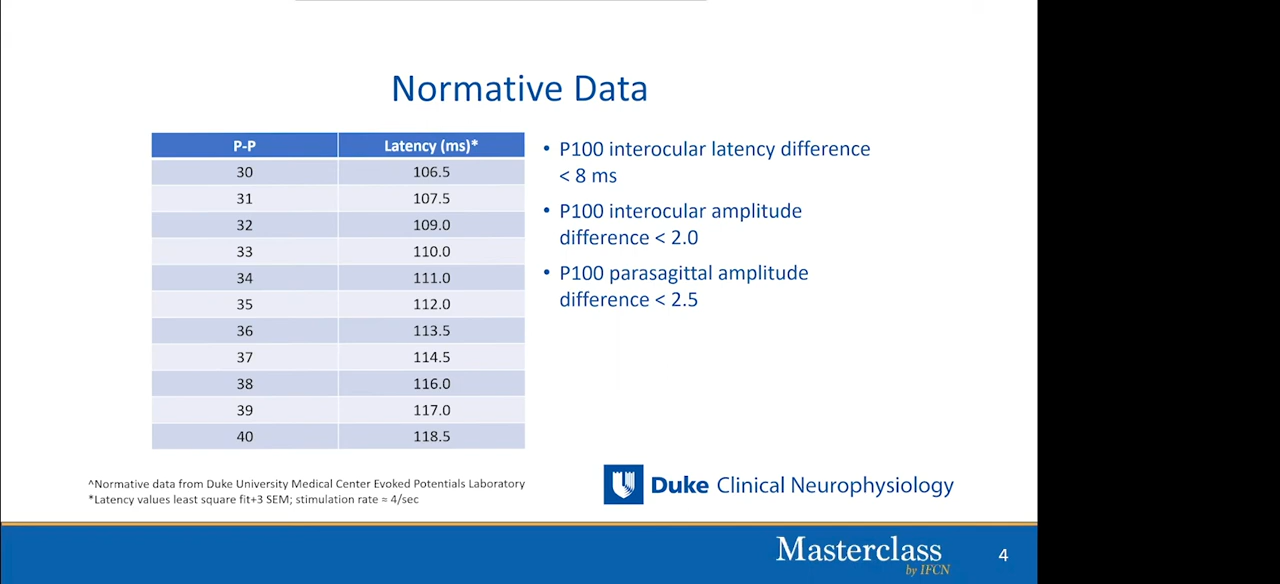 Normative Data
P-P Latency (ms)*
30 106.5
31 107.5
32 109.0
33 110.0
34 111.0
35 112.0
36 113.5
37 114.5
38 116.0
39 117.0
40 118.5
• P100 interocular latency difference
< 8 ms
• P100 interocular amplitude
difference < 2.0
• P100 parasagittal amplitude
difference < 2.5
^Normative data from Duke University Medical Center Evoked Potentials Laboratory
*Latency values least square fit+3 SEM; stimulation rate ≈ 4/sec
Duke Clinical Neurophysiology
Masterclass
by IFCN
4